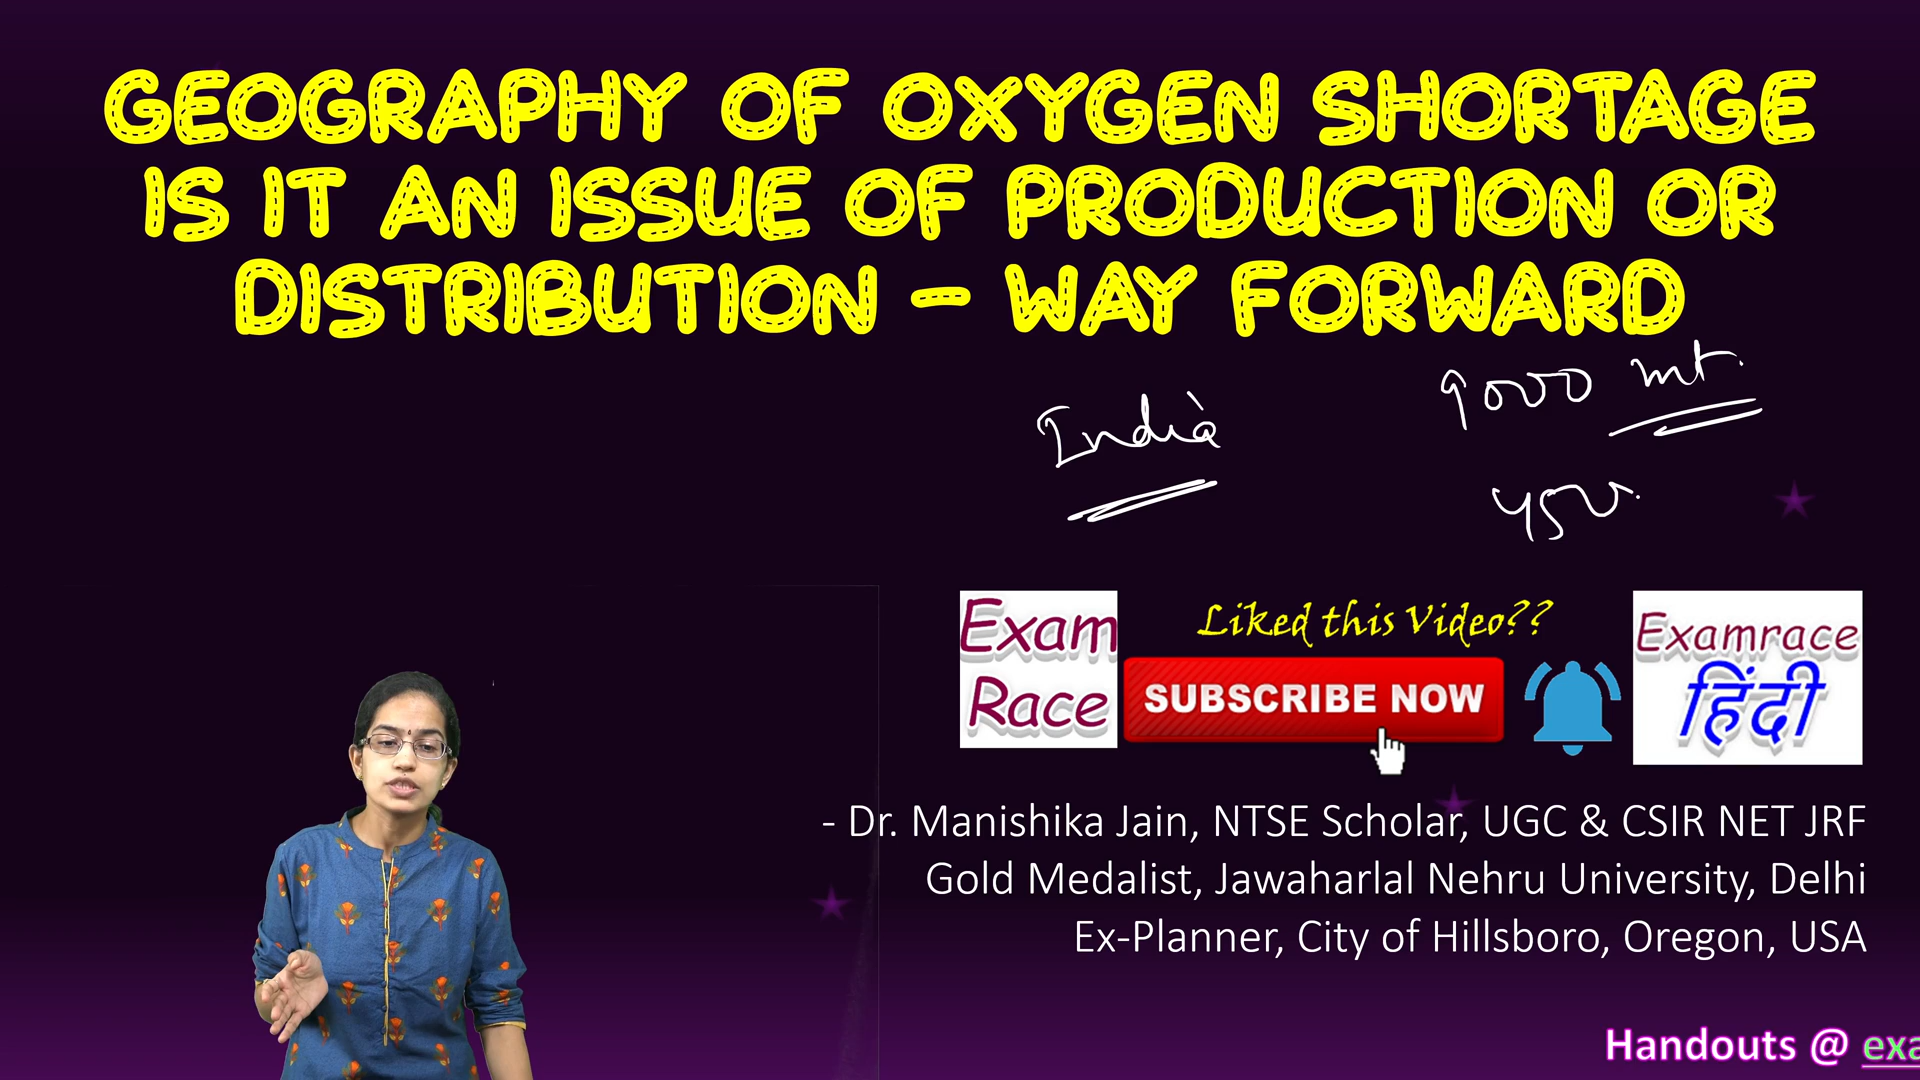 GEOGRAPHY OF OXYGEN SHORTAGE
IS IT AN ISSUE OF PRODUCTION OR
DISTRIBUTION - WAY FORWARD
India
9000 mt.
Liked this Video??
Exam
Race
SUBSCRIBE NOW
Examrace
हिंदी
- Dr. Manishika Jain, NTSE Scholar, UGC & CSIR NET JRF
Gold Medalist, Jawaharlal Nehru University, Delhi
Ex-Planner, City of Hillsboro, Oregon, USA
Handouts @ exa